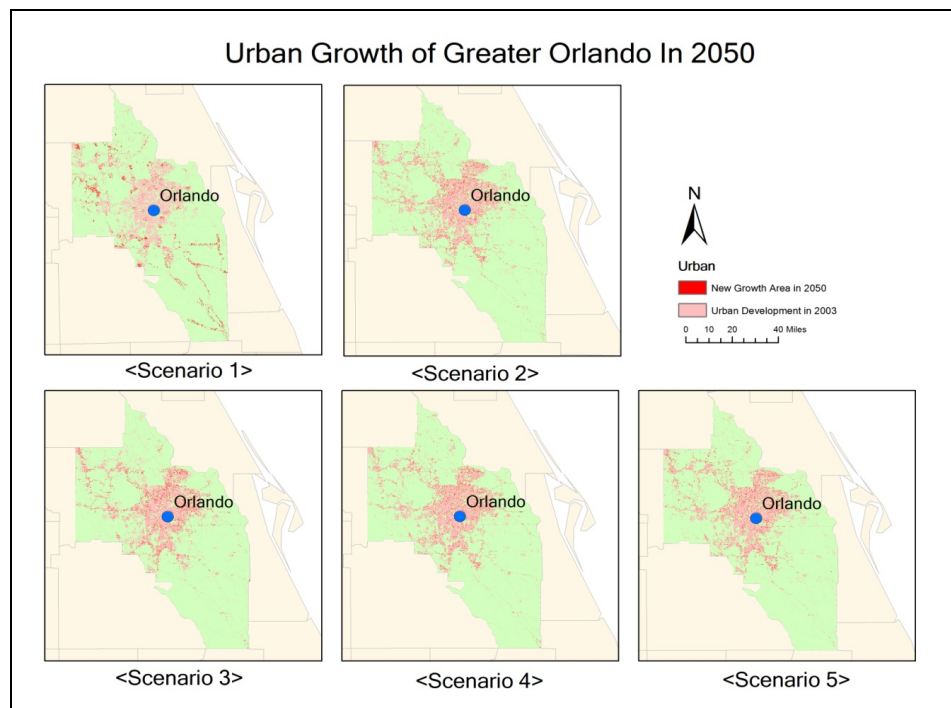 Urban Growth of Greater Orlando In 2050
Orlando
Orlando
N
Urban
New Growth Area in 2050
Urban Development in 2003
0 10 20 40 Miles
<Scenario 1>
<Scenario 2>
Orlando
Orlando
Orlando
<Scenario 3>
<Scenario 4>
<Scenario 5>